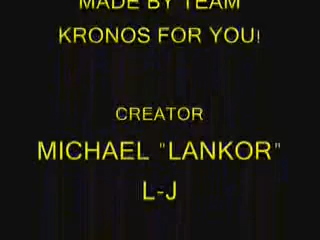 MADE BY TEAM
KRONOS FOR YOU!
CREATOR
MICHAEL "LANKOR"
L-J